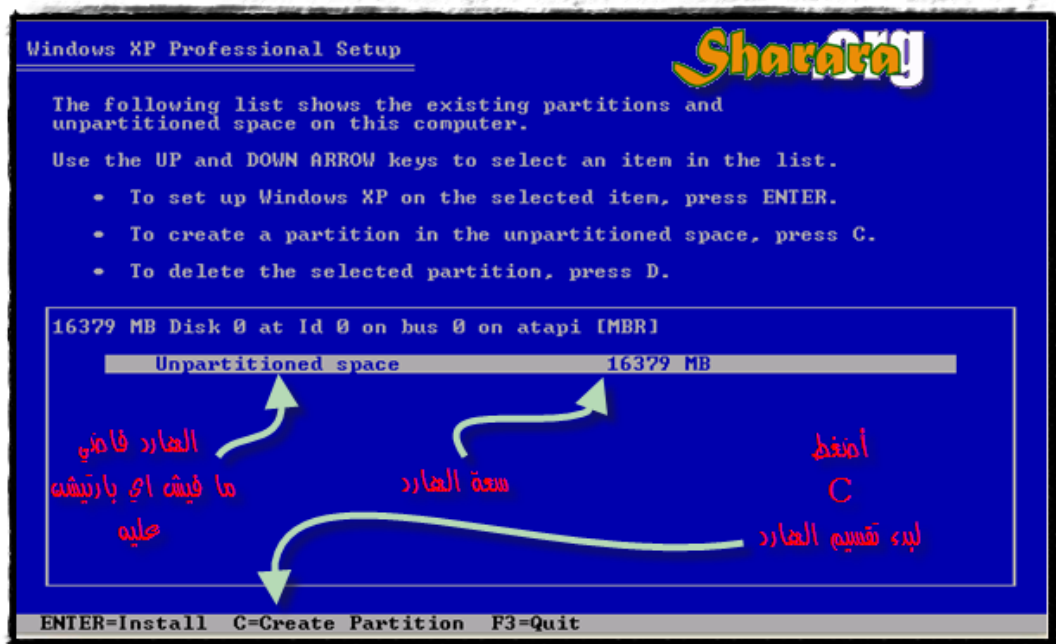 Windows XP Professional Setup
Sharara.Org
The following list shows the existing partitions and
unpartitioned space on this computer.
Use the UP and DOWN ARROW keys to select an item in the list.
• To set up Windows XP on the selected item, press ENTER.
• To create a partition in the unpartitioned space, press C.
• To delete the selected partition, press D.
16379 MB Disk 0 at Id 0 on bus 0 on atapi [MBR]
Unpartitioned space 16379 MB
الهارد فاضي
ما فيش اي بارتيشن
عليه
سعة الهارد
أضغط
C
لبدء تقسيم الهارد
ENTER=Install C=Create Partition F3=Quit